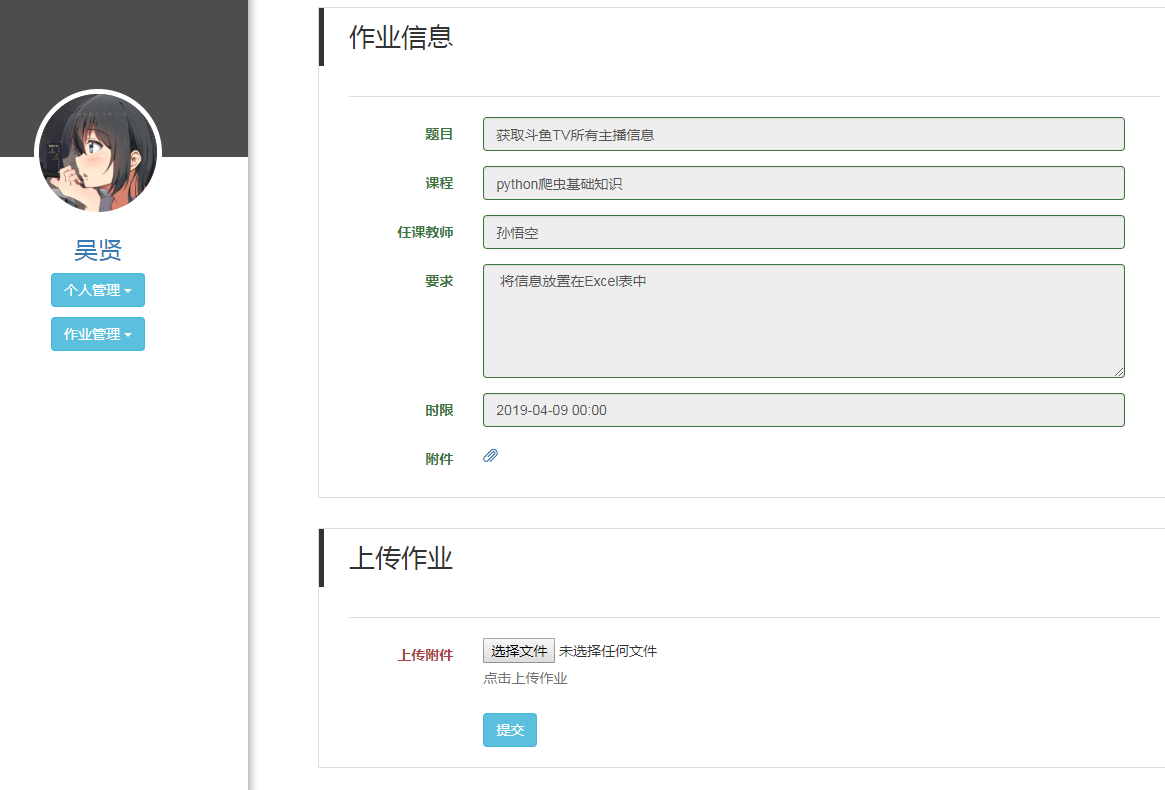 吴贤
个人管理
作业管理
作业信息
题目 获取斗鱼TV所有主播信息
课程 python爬虫基础知识
任课教师 孙悟空
要求 将信息放置在Excel表中
时限 2019-04-09 00:00
附件
上传作业
上传附件 选择文件 未选择任何文件
点击上传作业
提交